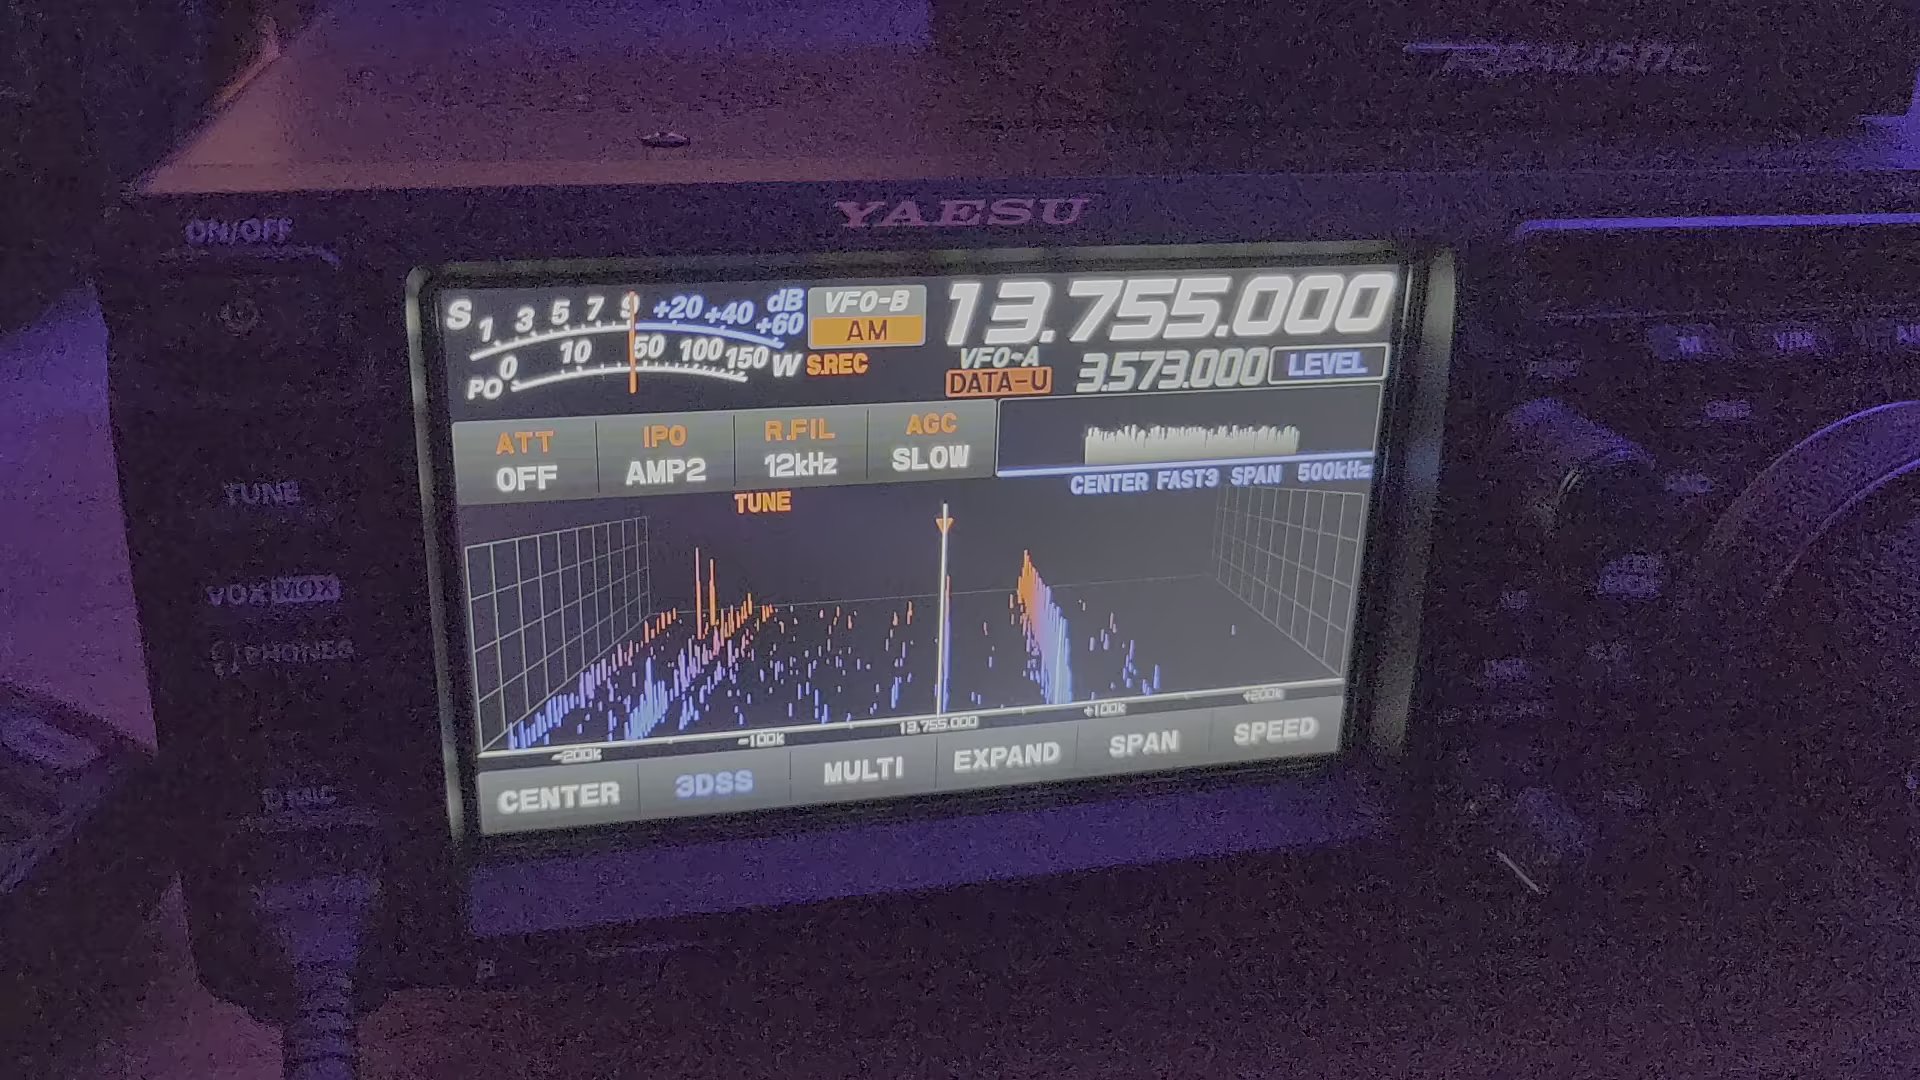 REALISTIC
YAESU
ON/OFF
S 1 3 5 7 9 +20 +40 +60 dB
PO 0 10 50 100 150 W
VFO-B
AM
S.REC
13.755.000
VFO-A
DATA-U
3.573.000
LEVEL
ATT
OFF
IPO
AMP2
R.FIL
12kHz
AGC
SLOW
CENTER FAST3 SPAN 500kHz
TUNE
TUNE
VOX/MOX
PHONES
MIC
-200k -100k 13.755.000 +100k +200k
CENTER 3DSS MULTI EXPAND SPAN SPEED